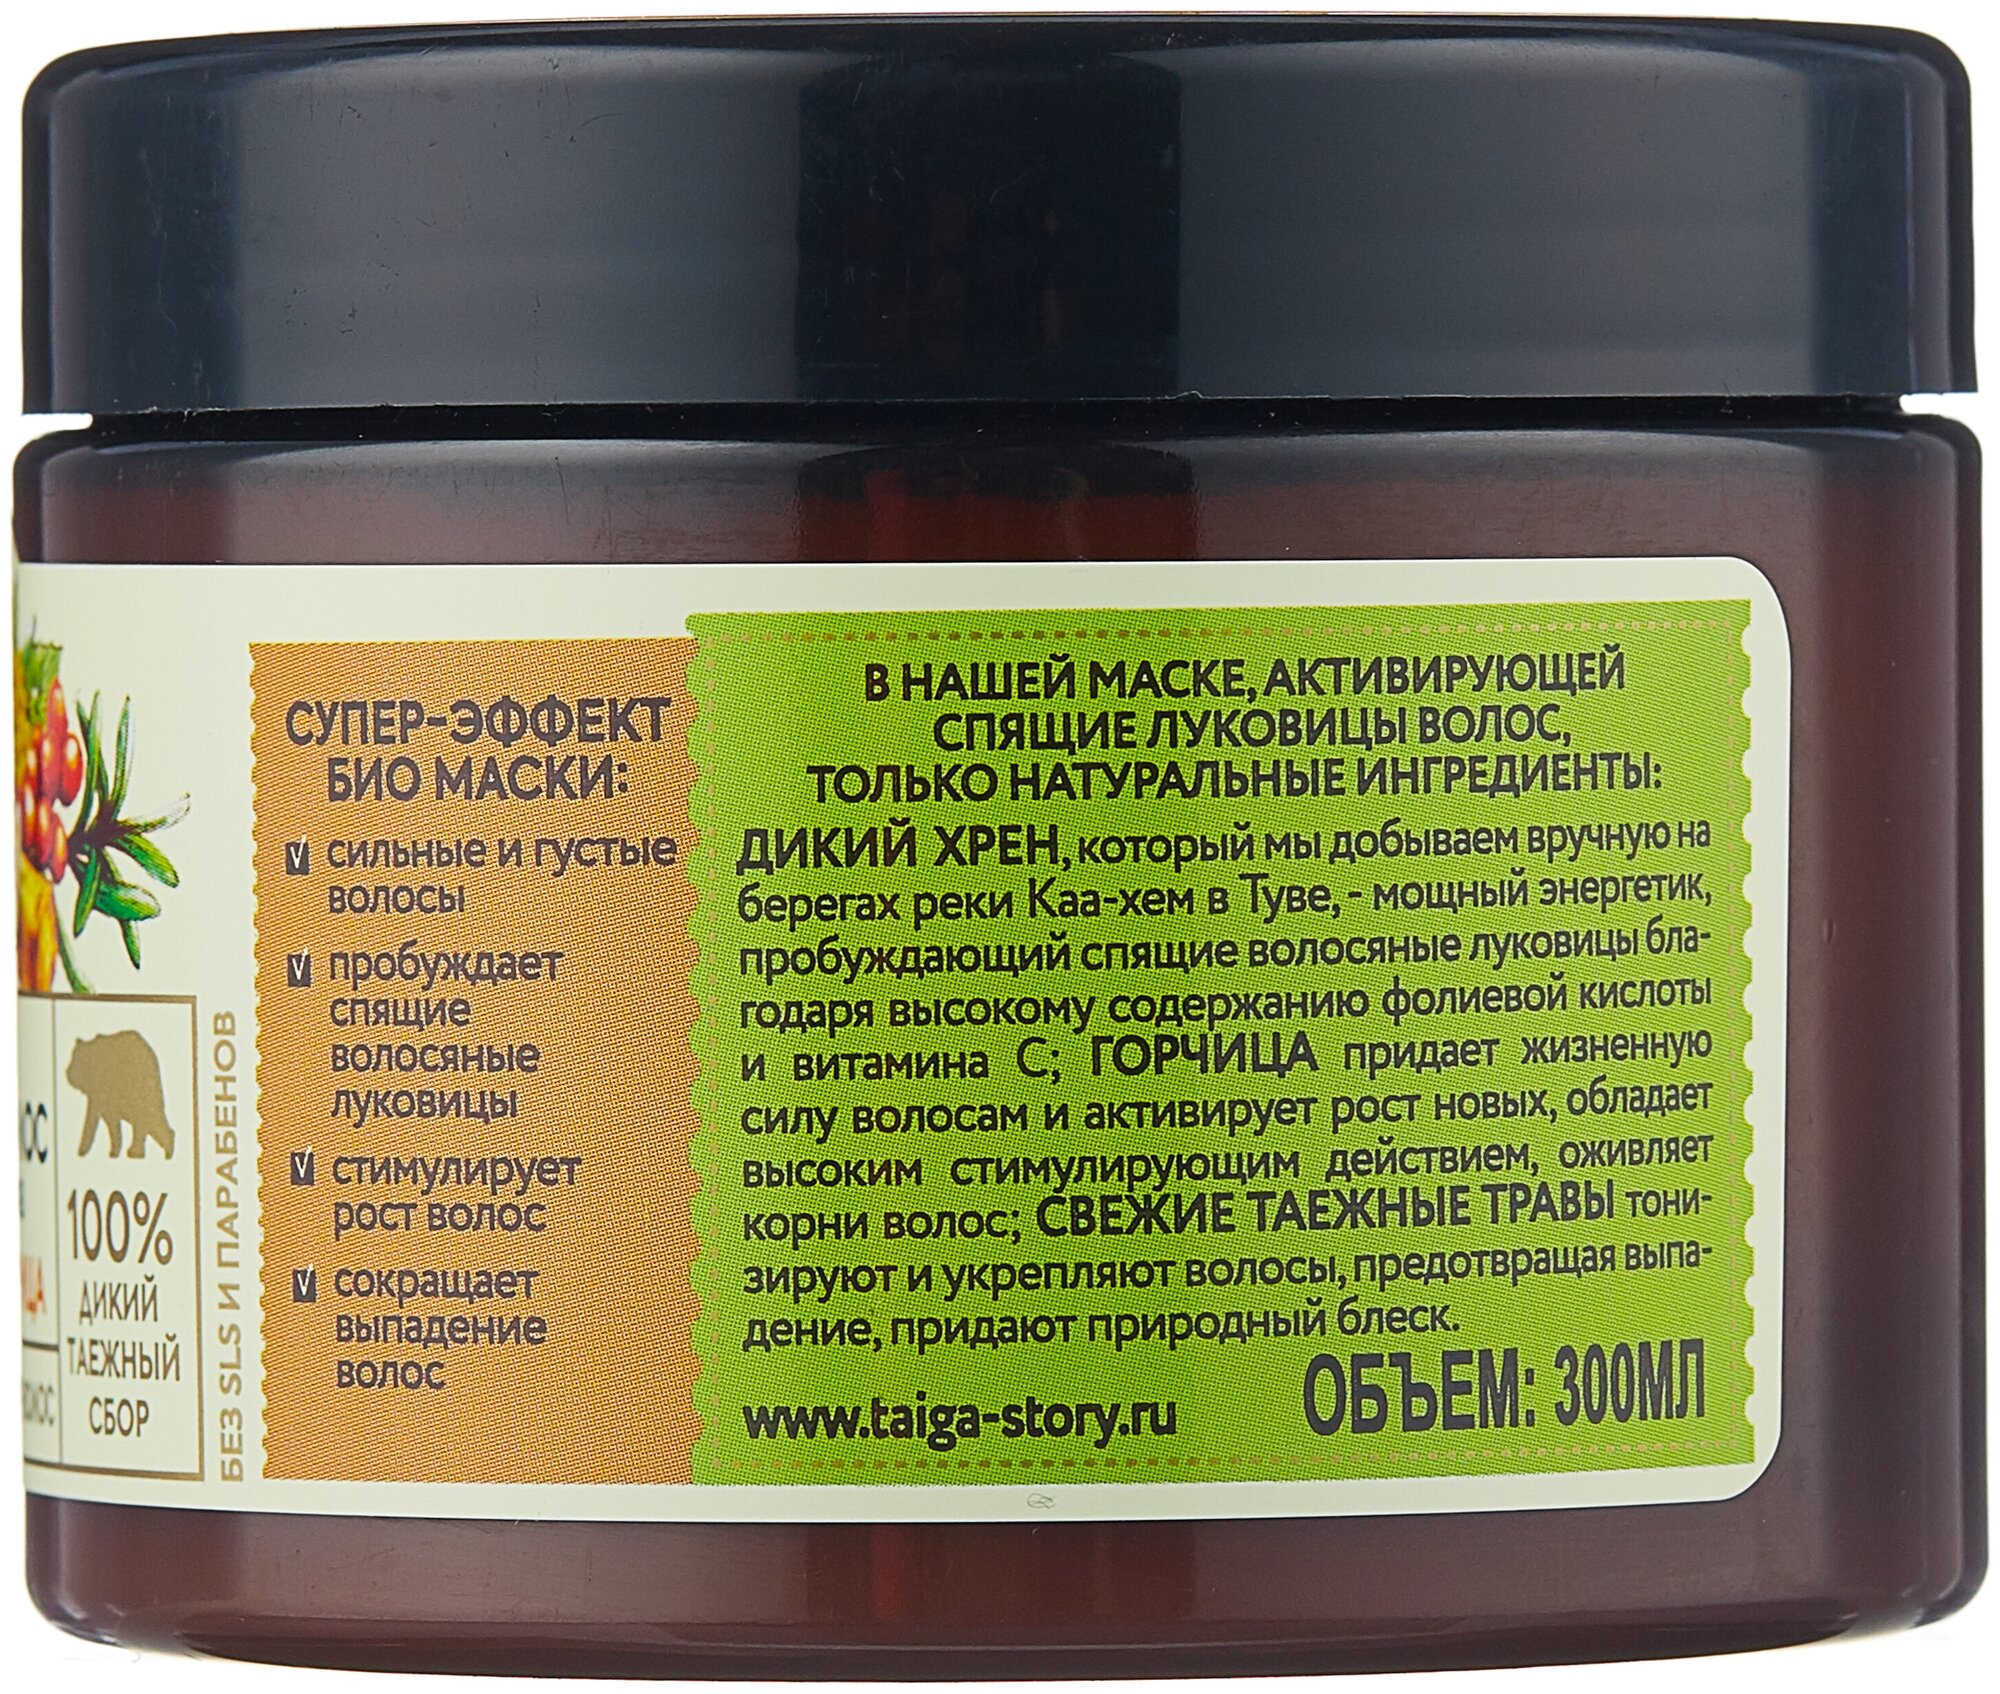 СУПЕР-ЭФФЕКТ
БИО МАСКИ:
сильные и густые
волосы
пробуждает
спящие
волосяные
луковицы
стимулирует
рост волос
сокращает
выпадение
волос
В НАШЕЙ МАСКЕ, АКТИВИРУЮЩЕЙ
СПЯЩИЕ ЛУКОВИЦЫ ВОЛОС,
ТОЛЬКО НАТУРАЛЬНЫЕ ИНГРЕДИЕНТЫ:
ДИКИЙ ХРЕН, который мы добываем вручную на
берегах реки Каа-хем в Туве, - мощный энергетик,
пробуждающий спящие волосяные луковицы бла-
годаря высокому содержанию фолиевой кислоты
и витамина С; ГОРЧИЦА придает жизненную
силу волосам и активирует рост новых, обладает
высоким стимулирующим действием, оживляет
корни волос; СВЕЖИЕ ТАЕЖНЫЕ ТРАВЫ тони-
зируют и укрепляют волосы, предотвращая выпа-
дение, придают природный блеск.
www.taiga-story.ru
ОБЪЕМ: 300МЛ
100%
ДИКИЙ
ТАЕЖНЫЙ
СБОР
БЕЗ SLS И ПАРАБЕНОВ